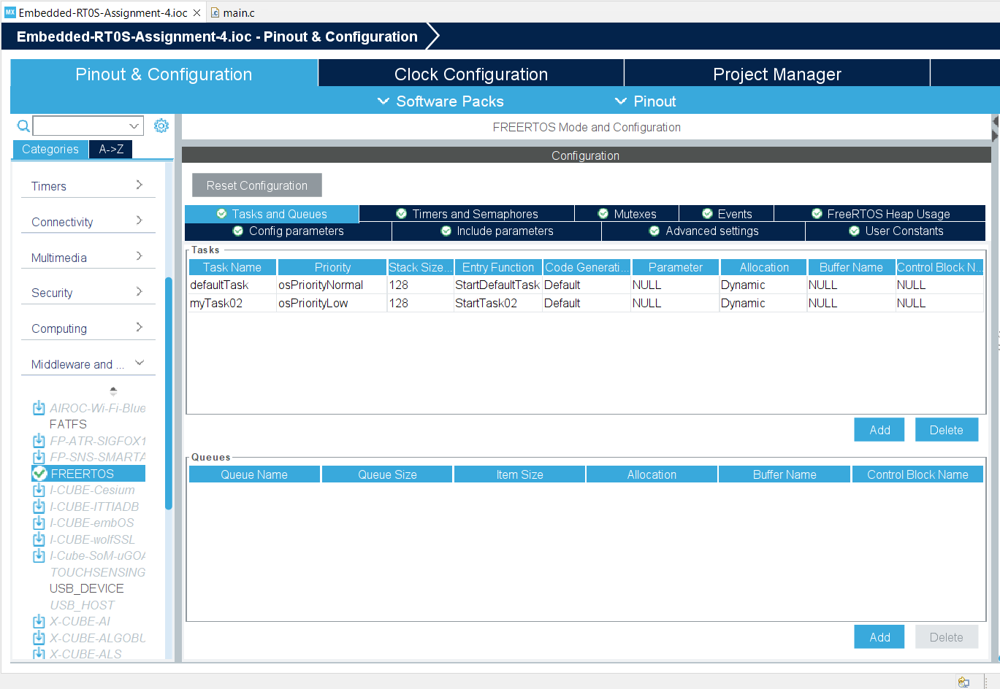 MX Embedded-RT0S-Assignment-4.ioc main.c
Embedded-RT0S-Assignment-4.ioc - Pinout & Configuration
Pinout & Configuration Clock Configuration Project Manager
Software Packs Pinout
FREERTOS Mode and Configuration
Categories A->Z
Configuration
Timers
Connectivity
Multimedia
Security
Computing
Middleware and ...
AIROC-Wi-Fi-Blue
FATFS
FP-ATR-SIGFOX1
FP-SNS-SMARTA
FREERTOS
I-CUBE-Cesium
I-CUBE-ITTIADB
I-CUBE-embOS
I-CUBE-wolfSSL
I-Cube-SoM-uGOA
TOUCHSENSING
USB_DEVICE
USB_HOST
X-CUBE-AI
X-CUBE-ALGOBU
X-CUBE-ALS
Reset Configuration
Tasks and Queues Timers and Semaphores Mutexes Events FreeRTOS Heap Usage
Config parameters Include parameters Advanced settings User Constants
Tasks
Task Name Priority Stack Size... Entry Function Code Generati... Parameter Allocation Buffer Name Control Block N...
defaultTask osPriorityNormal 128 StartDefaultTask Default NULL Dynamic NULL NULL
myTask02 osPriorityLow 128 StartTask02 Default NULL Dynamic NULL NULL
Add Delete
Queues
Queue Name Queue Size Item Size Allocation Buffer Name Control Block Name
Add Delete